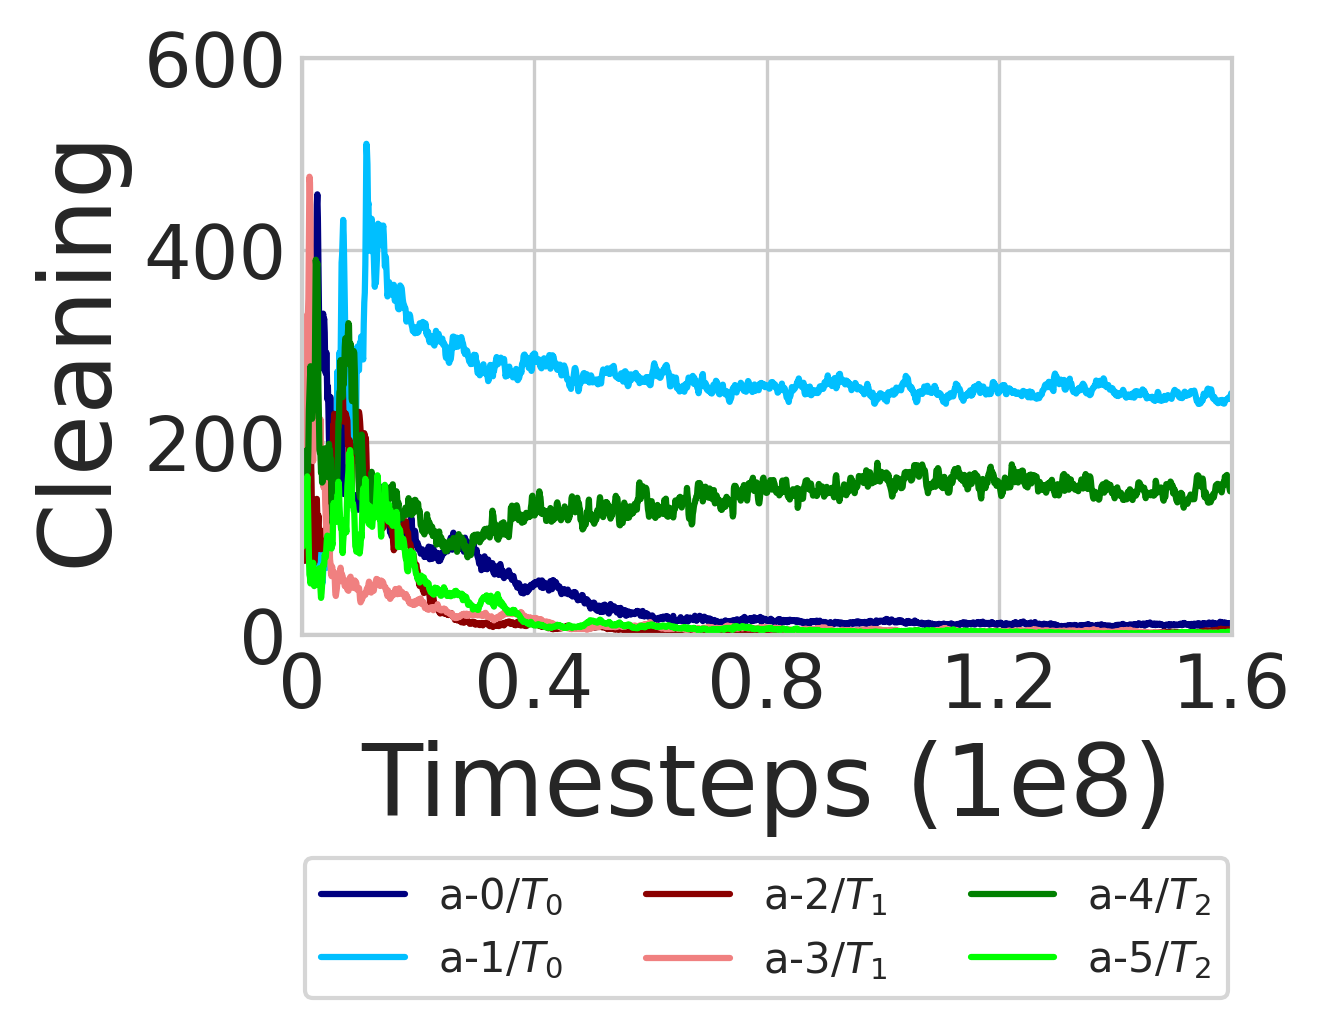 600
400
200
0
Cleaning
0 0.4 0.8 1.2 1.6
Timesteps (1e8)
a-0/T₀ a-2/T₁ a-4/T₂
a-1/T₀ a-3/T₁ a-5/T₂